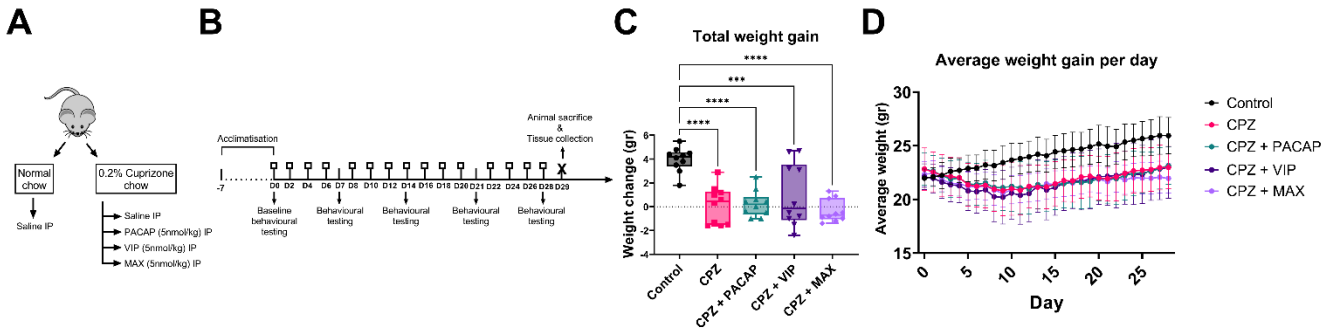 A
Normal
chow
0.2% Cuprizone
chow
Saline IP
Saline IP
PACAP (5nmol/kg) IP
VIP (5nmol/kg) IP
MAX (5nmol/kg) IP
B
Acclimatisation
Animal sacrifice
&
Tissue collection
-7
D0 D2 D4 D6 D7 D8 D10 D12 D14 D16 D18 D20 D21 D22 D24 D26 D28 D29
Baseline
behavioural
testing
Behavioural
testing
Behavioural
testing
Behavioural
testing
Behavioural
testing
C
Total weight gain
****
***
****
****
Weight change (gr)
6
4
2
0
-2
-4
Control
CPZ
CPZ + PACAP
CPZ + VIP
CPZ + MAX
D
Average weight gain per day
Average weight (gr)
30
25
20
15
0 5 10 15 20 25
Day
Control
CPZ
CPZ + PACAP
CPZ + VIP
CPZ + MAX